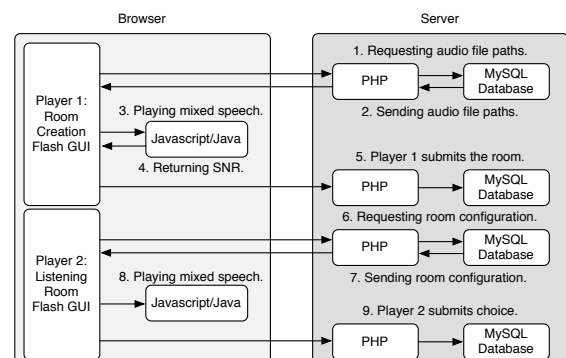 Browser
Server
1. Requesting audio file paths.
PHP
MySQL
Database
2. Sending audio file paths.
Player 1:
Room
Creation
Flash GUI
3. Playing mixed speech.
Javascript/Java
4. Returning SNR.
5. Player 1 submits the room.
PHP
MySQL
Database
6. Requesting room configuration.
PHP
MySQL
Database
7. Sending room configuration.
Player 2:
Listening
Room
Flash GUI
8. Playing mixed speech.
Javascript/Java
9. Player 2 submits choice.
PHP
MySQL
Database